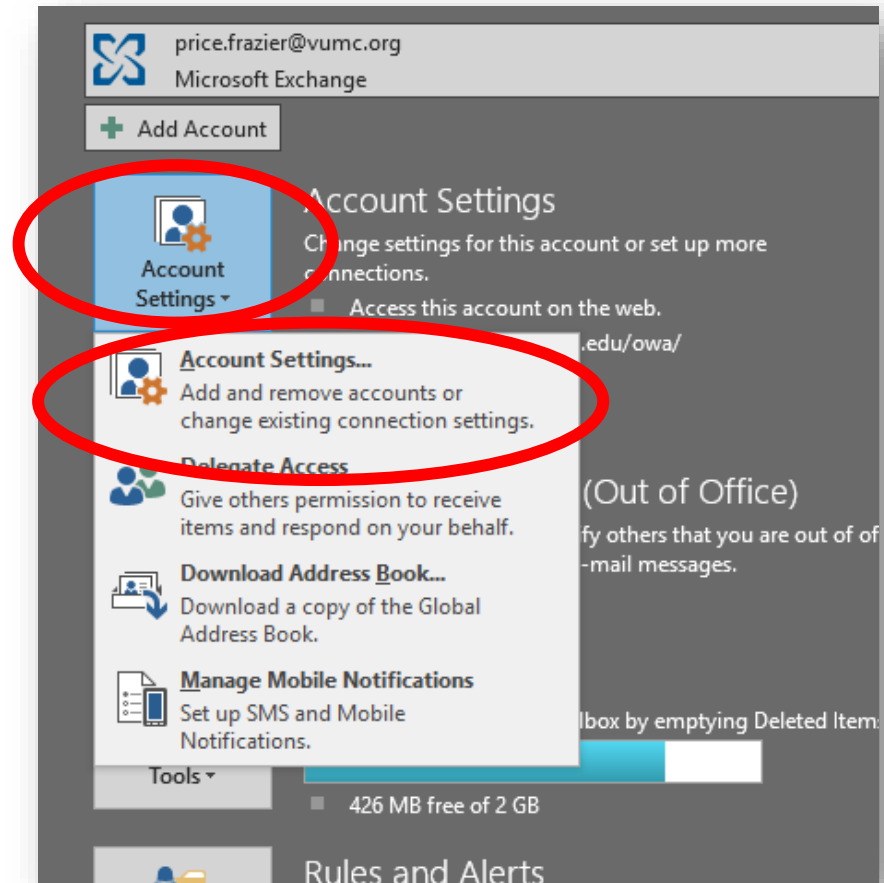 price.frazier@vumc.org
Microsoft Exchange
Add Account
Account
Settings
Account Settings
Change settings for this account or set up more
connections.
Access this account on the web.
.edu/owa/
Account Settings...
Add and remove accounts or
change existing connection settings.
Delegate Access
Give others permission to receive
items and respond on your behalf.
(Out of Office)
fy others that you are out of of
-mail messages.
Download Address Book...
Download a copy of the Global
Address Book.
Manage Mobile Notifications
Set up SMS and Mobile
Notifications.
lbox by emptying Deleted Item
Tools
426 MB free of 2 GB
Rules and Alerts